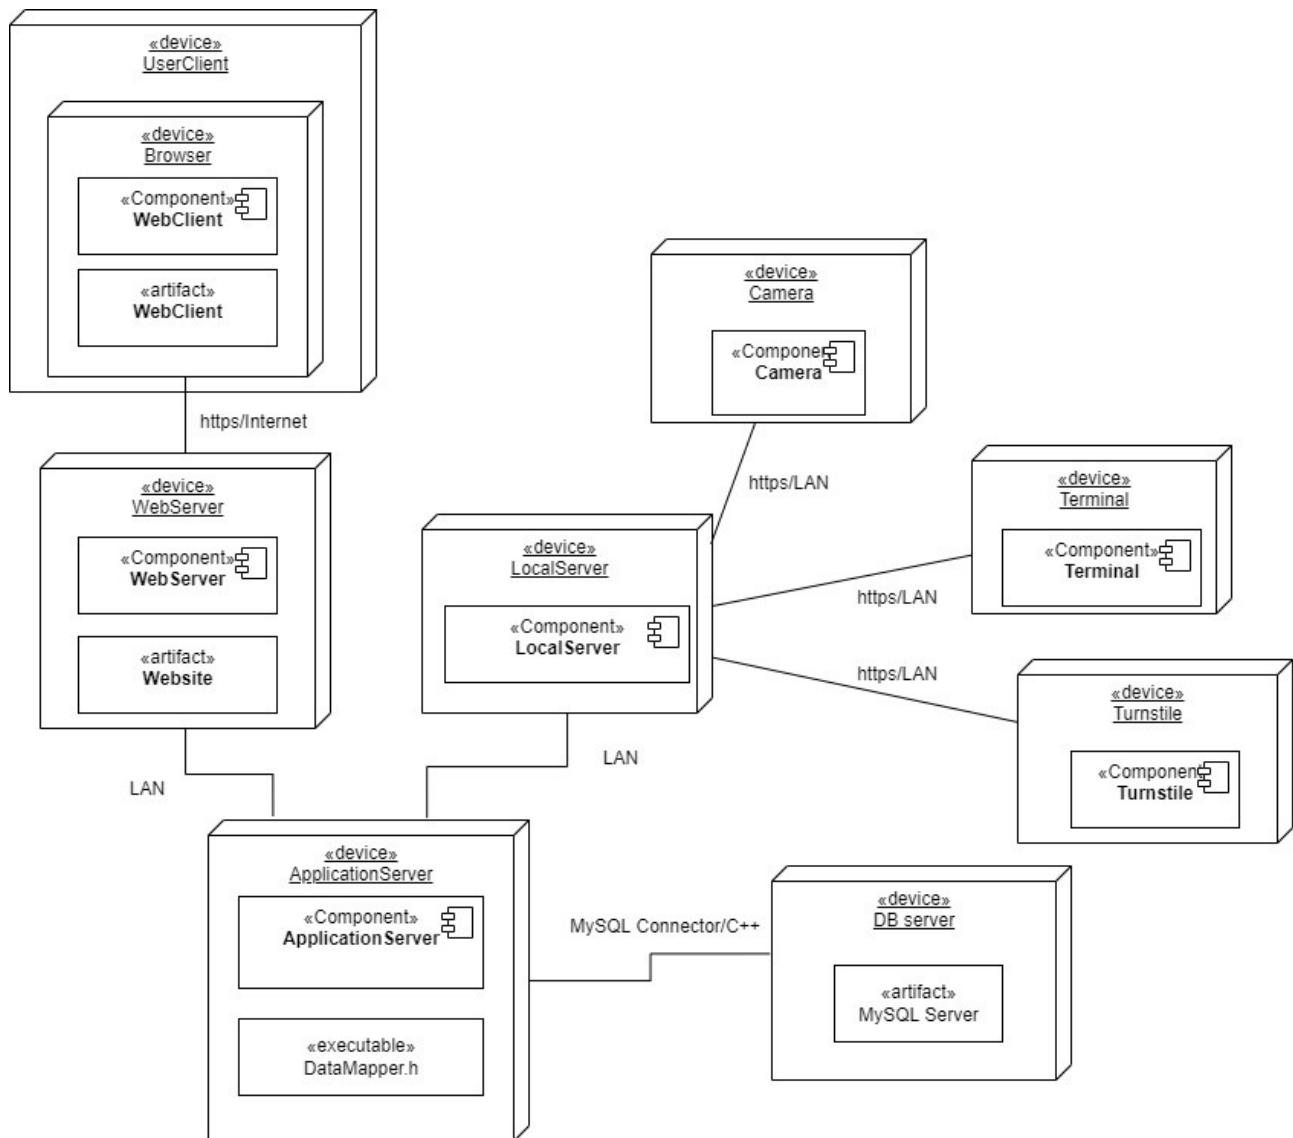 «device»
UserClient
«device»
Browser
«Component»
WebClient
«artifact»
WebClient
https/Internet
«device»
WebServer
«Component»
WebServer
«artifact»
Website
LAN
«device»
Camera
«Component
Camera
https/LAN
«device»
LocalServer
«Component»
LocalServer
LAN
«device»
Terminal
«Component»
Terminal
https/LAN
https/LAN
«device»
Turnstile
«Component
Turnstile
«device»
ApplicationServer
«Component»
ApplicationServer
«executable»
DataMapper.h
MySQL Connector/C++
«device»
DB server
«artifact»
MySQL Server